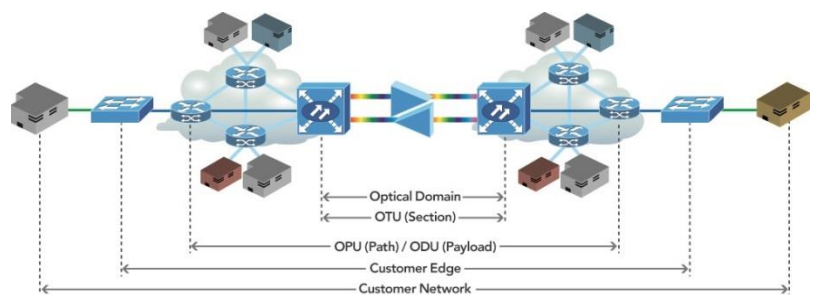 Optical Domain
OTU (Section)
OPU (Path) / ODU (Payload)
Customer Edge
Customer Network